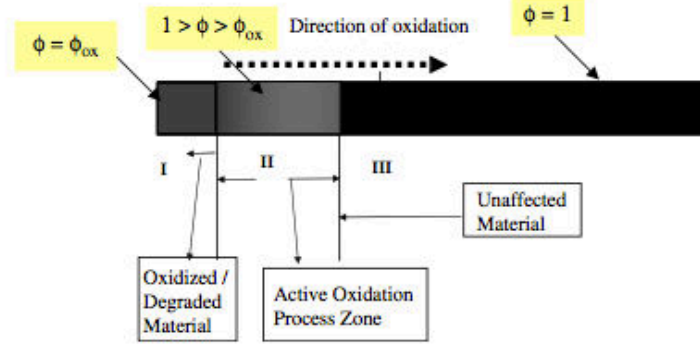 ϕ = ϕox
1 > ϕ > ϕox
Direction of oxidation
ϕ = 1
I
II
III
Unaffected
Material
Oxidized /
Degraded
Material
Active Oxidation
Process Zone